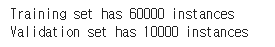 Training set has 60000 instances
Validation set has 10000 instances